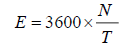 E = 3600 × N/T